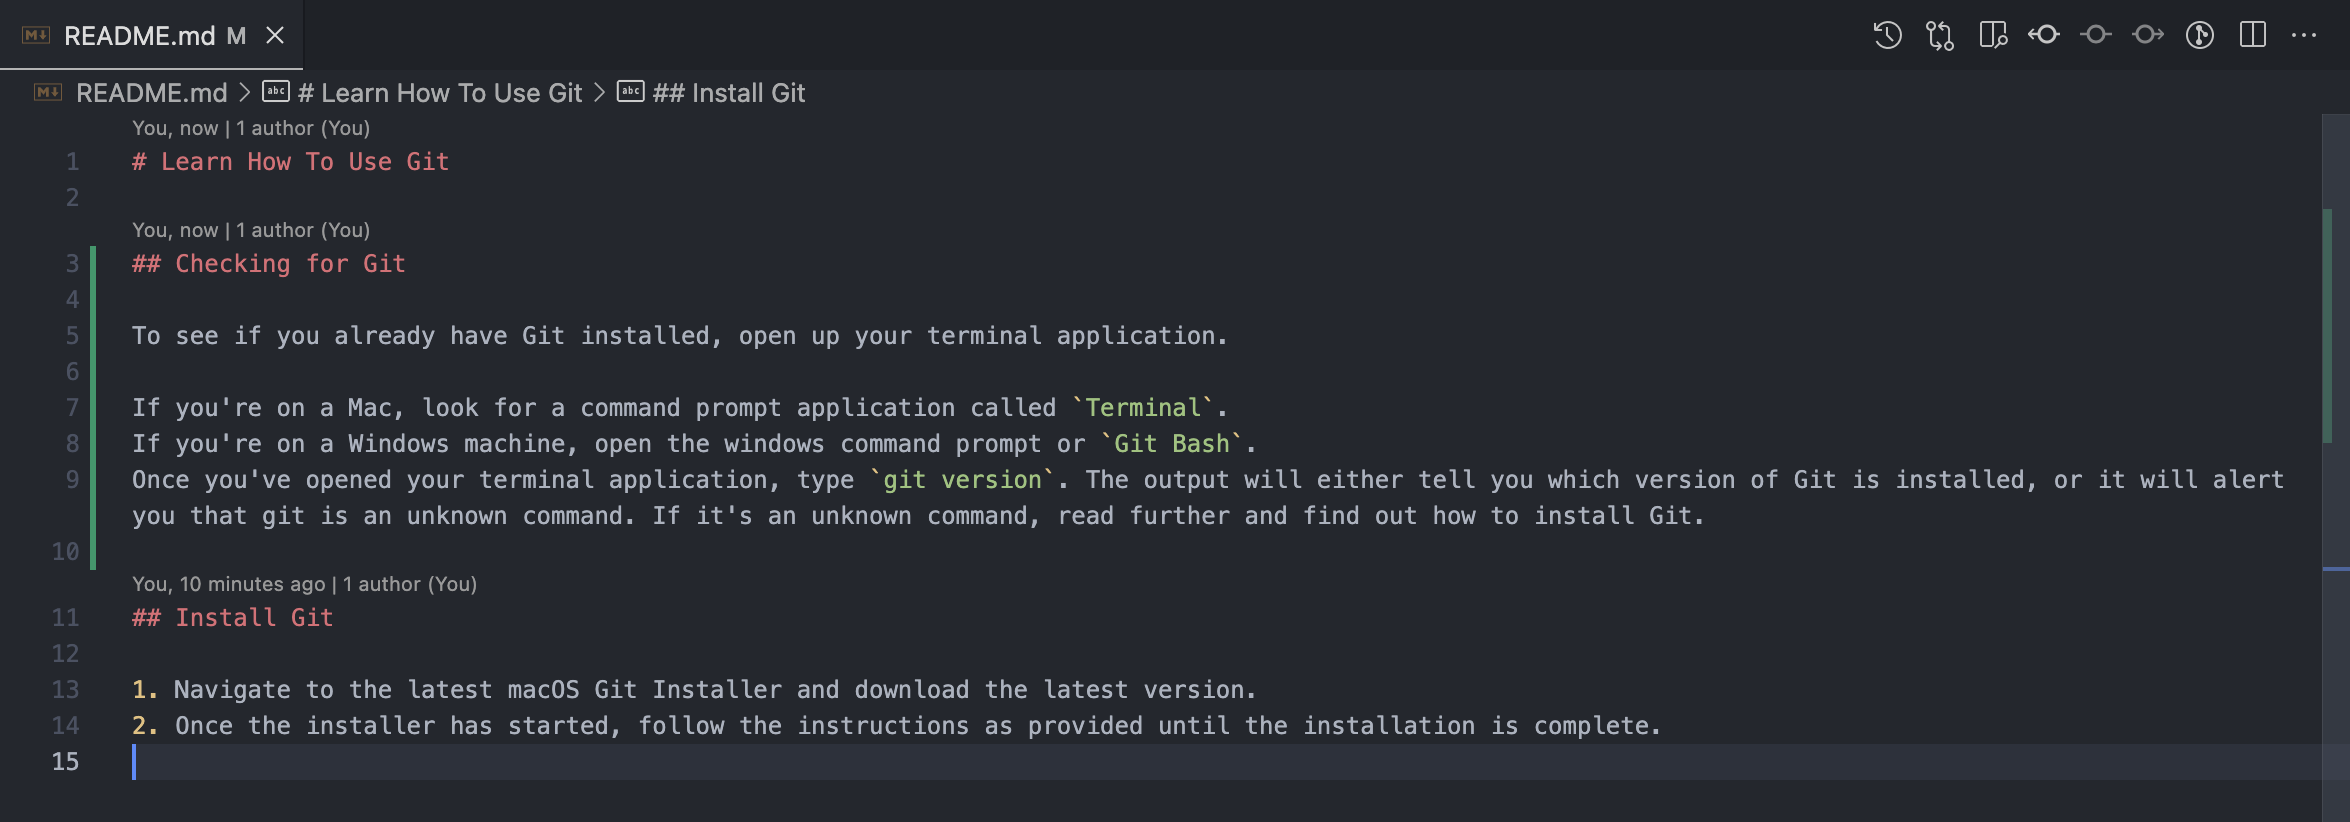 README.md M
README.md > # Learn How To Use Git > ## Install Git
You, now | 1 author (You)
1 # Learn How To Use Git
2
You, now | 1 author (You)
3 ## Checking for Git
4
5 To see if you already have Git installed, open up your terminal application.
6
7 If you're on a Mac, look for a command prompt application called `Terminal`.
8 If you're on a Windows machine, open the windows command prompt or `Git Bash`.
9 Once you've opened your terminal application, type `git version`. The output will either tell you which version of Git is installed, or it will alert
you that git is an unknown command. If it's an unknown command, read further and find out how to install Git.
10
You, 10 minutes ago | 1 author (You)
11 ## Install Git
12
13 1. Navigate to the latest macOS Git Installer and download the latest version.
14 2. Once the installer has started, follow the instructions as provided until the installation is complete.
15